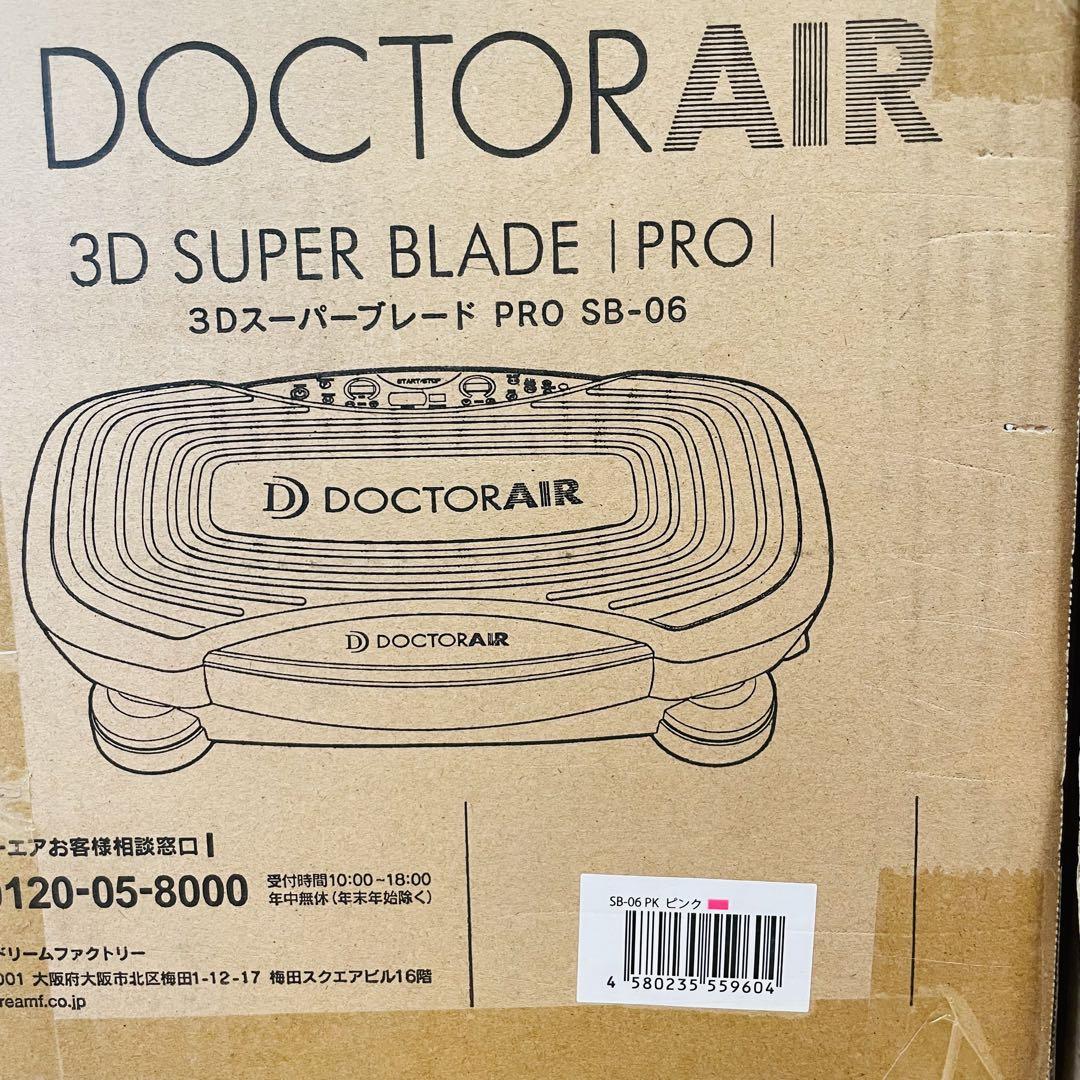 DOCTORAIR
3D SUPER BLADE |PRO|
3Dスーパーブレード PRO SB-06
START/STOP
DOCTORAIR
DOCTORAIR
ーエアお客様相談窓口
0120-05-8000
受付時間10:00~18:00
年中無休(年末年始除く)
ドリームファクトリー
001 大阪府大阪市北区梅田1-12-17 梅田スクエアビル16階
reamf.co.jp
SB-06 PK ピンク
4 580235 559604